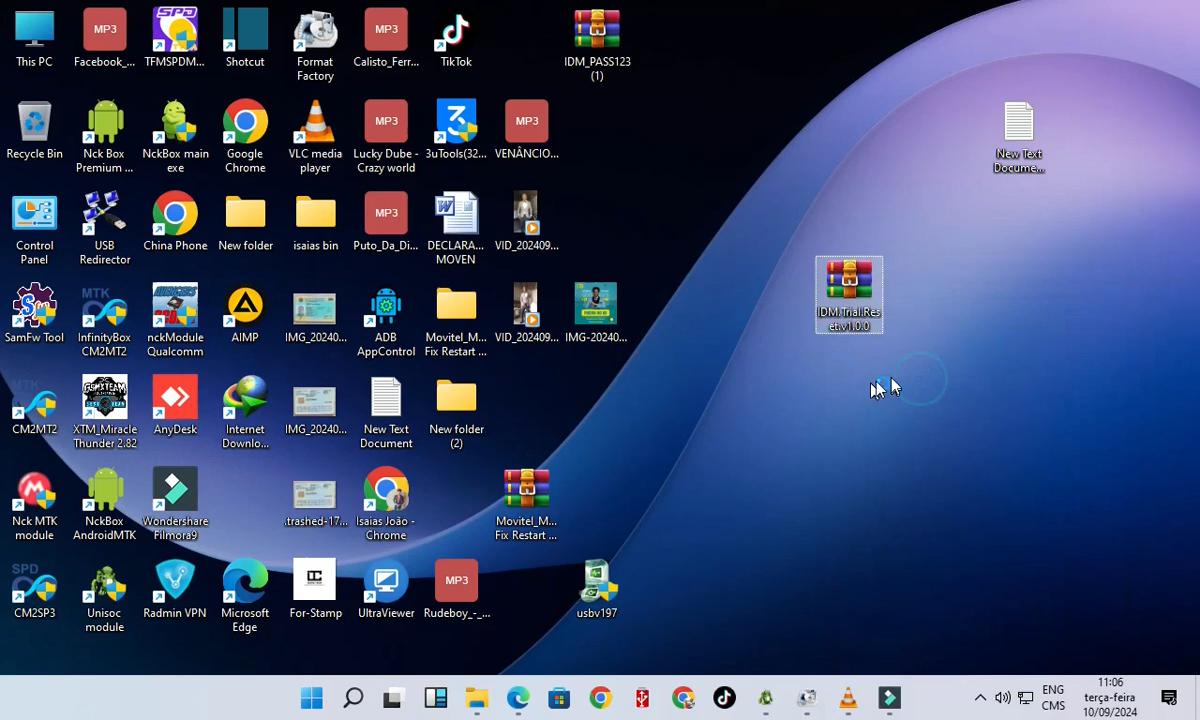 This PC
MP3
Facebook_...
SPD
TFMSPDM...
Shotcut
Format
Factory
MP3
Calisto_Ferr...
TikTok
IDM_PASS123
(1)
Recycle Bin
Nck Box
Premium ...
NckBox main
exe
Google
Chrome
VLC media
player
MP3
Lucky Dube -
Crazy world
3uTools(32...
MP3
VENÂNCIO...
New Text
Docume...
Control
Panel
USB
Redirector
China Phone
New folder
isaias bin
MP3
Puto_Da_Di...
DECLARA...
MOVEN
VID_202409...
SamFw Tool
MTK
InfinityBox
CM2MT2
nckModule
Qualcomm
AIMP
IMG_20240...
ADB
AppControl
Movitel_M...
Fix Restart ...
VID_202409...
IMG-20240...
IDM.Trial.Res
et.v1.0.0
MTK
CM2MT2
GSMXTEAM
XTM_Miracle
Thunder 2.82
AnyDesk
Internet
Downlo...
IMG_20240...
New Text
Document
New folder
(2)
Nck MTK
module
NckBox
AndroidMTK
Wondershare
Filmora9
.trashed-17...
Isaias João -
Chrome
Movitel_M...
Fix Restart ...
SPD
CM2SP3
Unisoc
module
Radmin VPN
Microsoft
Edge
For-Stamp
UltraViewer
MP3
Rudeboy_-_...
usbv197
ENG
CMS
11:06
terça-feira
10/09/2024